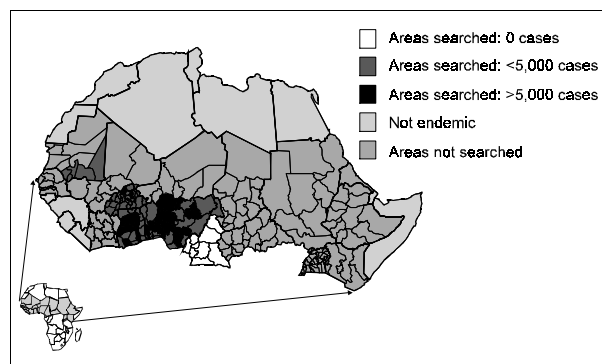 Areas searched: 0 cases
Areas searched: <5,000 cases
Areas searched: >5,000 cases
Not endemic
Areas not searched